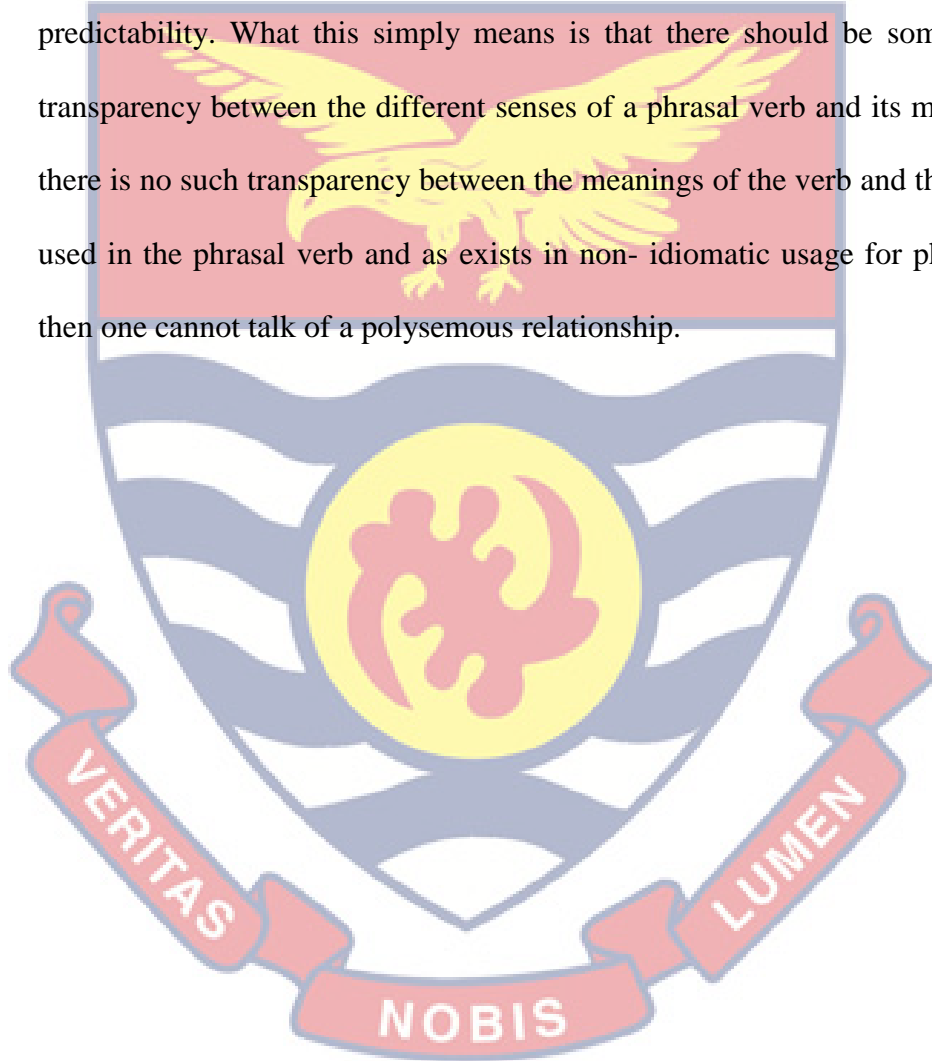 predictability. What this simply means is that there should be som
transparency between the different senses of a phrasal verb and its m
there is no such transparency between the meanings of the verb and th
used in the phrasal verb and as exists in non- idiomatic usage for pl
then one cannot talk of a polysemous relationship.
VERITAS
NOBIS
LUMEN